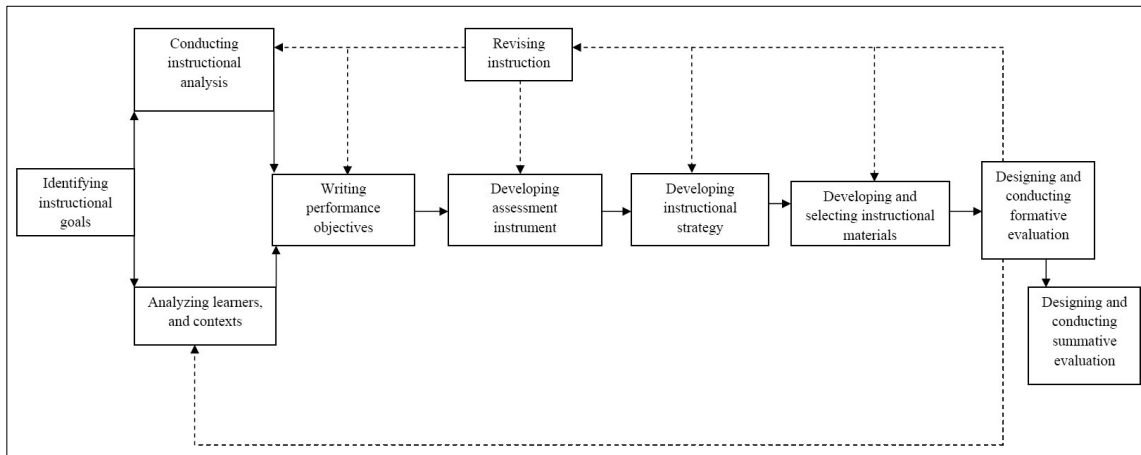 Conducting
instructional
analysis
Revising
instruction
Identifying
instructional
goals
Writing
performance
objectives
Developing
assessment
instrument
Developing
instructional
strategy
Developing and
selecting instructional
materials
Designing and
conducting
formative
evaluation
Analyzing learners,
and contexts
Designing and
conducting
summative
evaluation